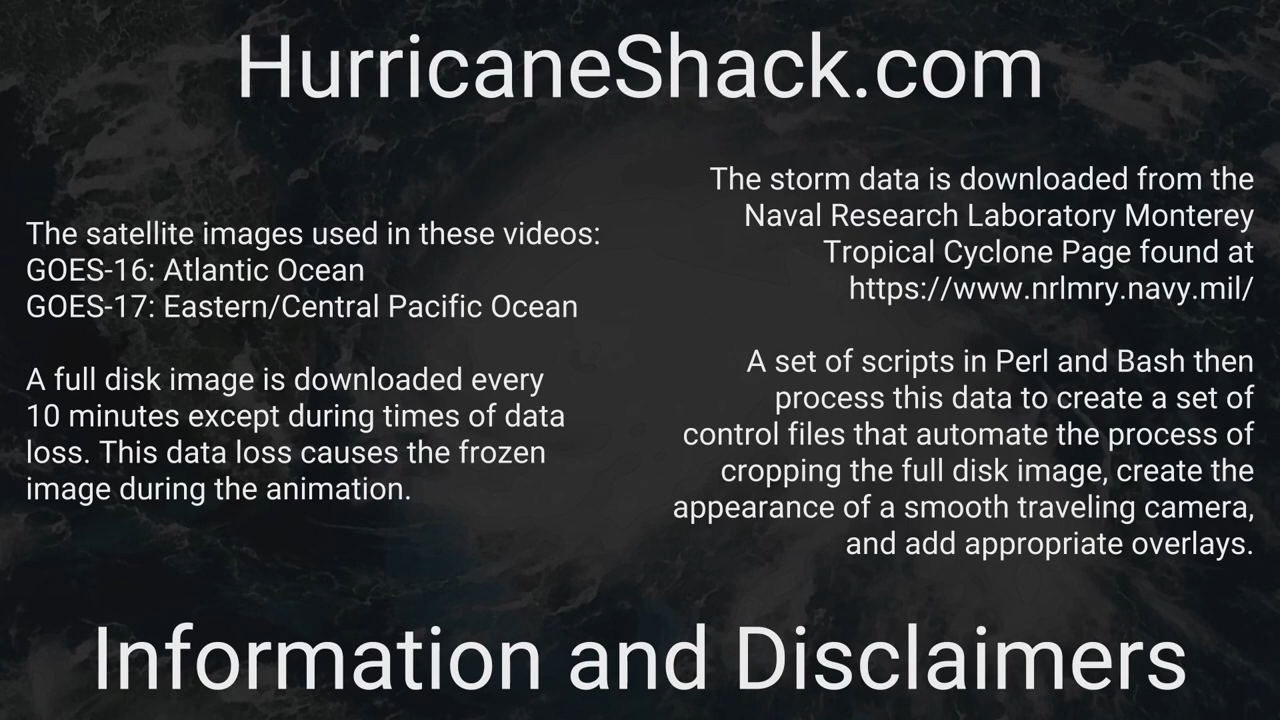 HurricaneShack.com
The satellite images used in these videos:
GOES-16: Atlantic Ocean
GOES-17: Eastern/Central Pacific Ocean
A full disk image is downloaded every
10 minutes except during times of data
loss. This data loss causes the frozen
image during the animation.
The storm data is downloaded from the
Naval Research Laboratory Monterey
Tropical Cyclone Page found at
https://www.nrlmry.navy.mil/
A set of scripts in Perl and Bash then
process this data to create a set of
control files that automate the process of
cropping the full disk image, create the
appearance of a smooth traveling camera,
and add appropriate overlays.
Information and Disclaimers